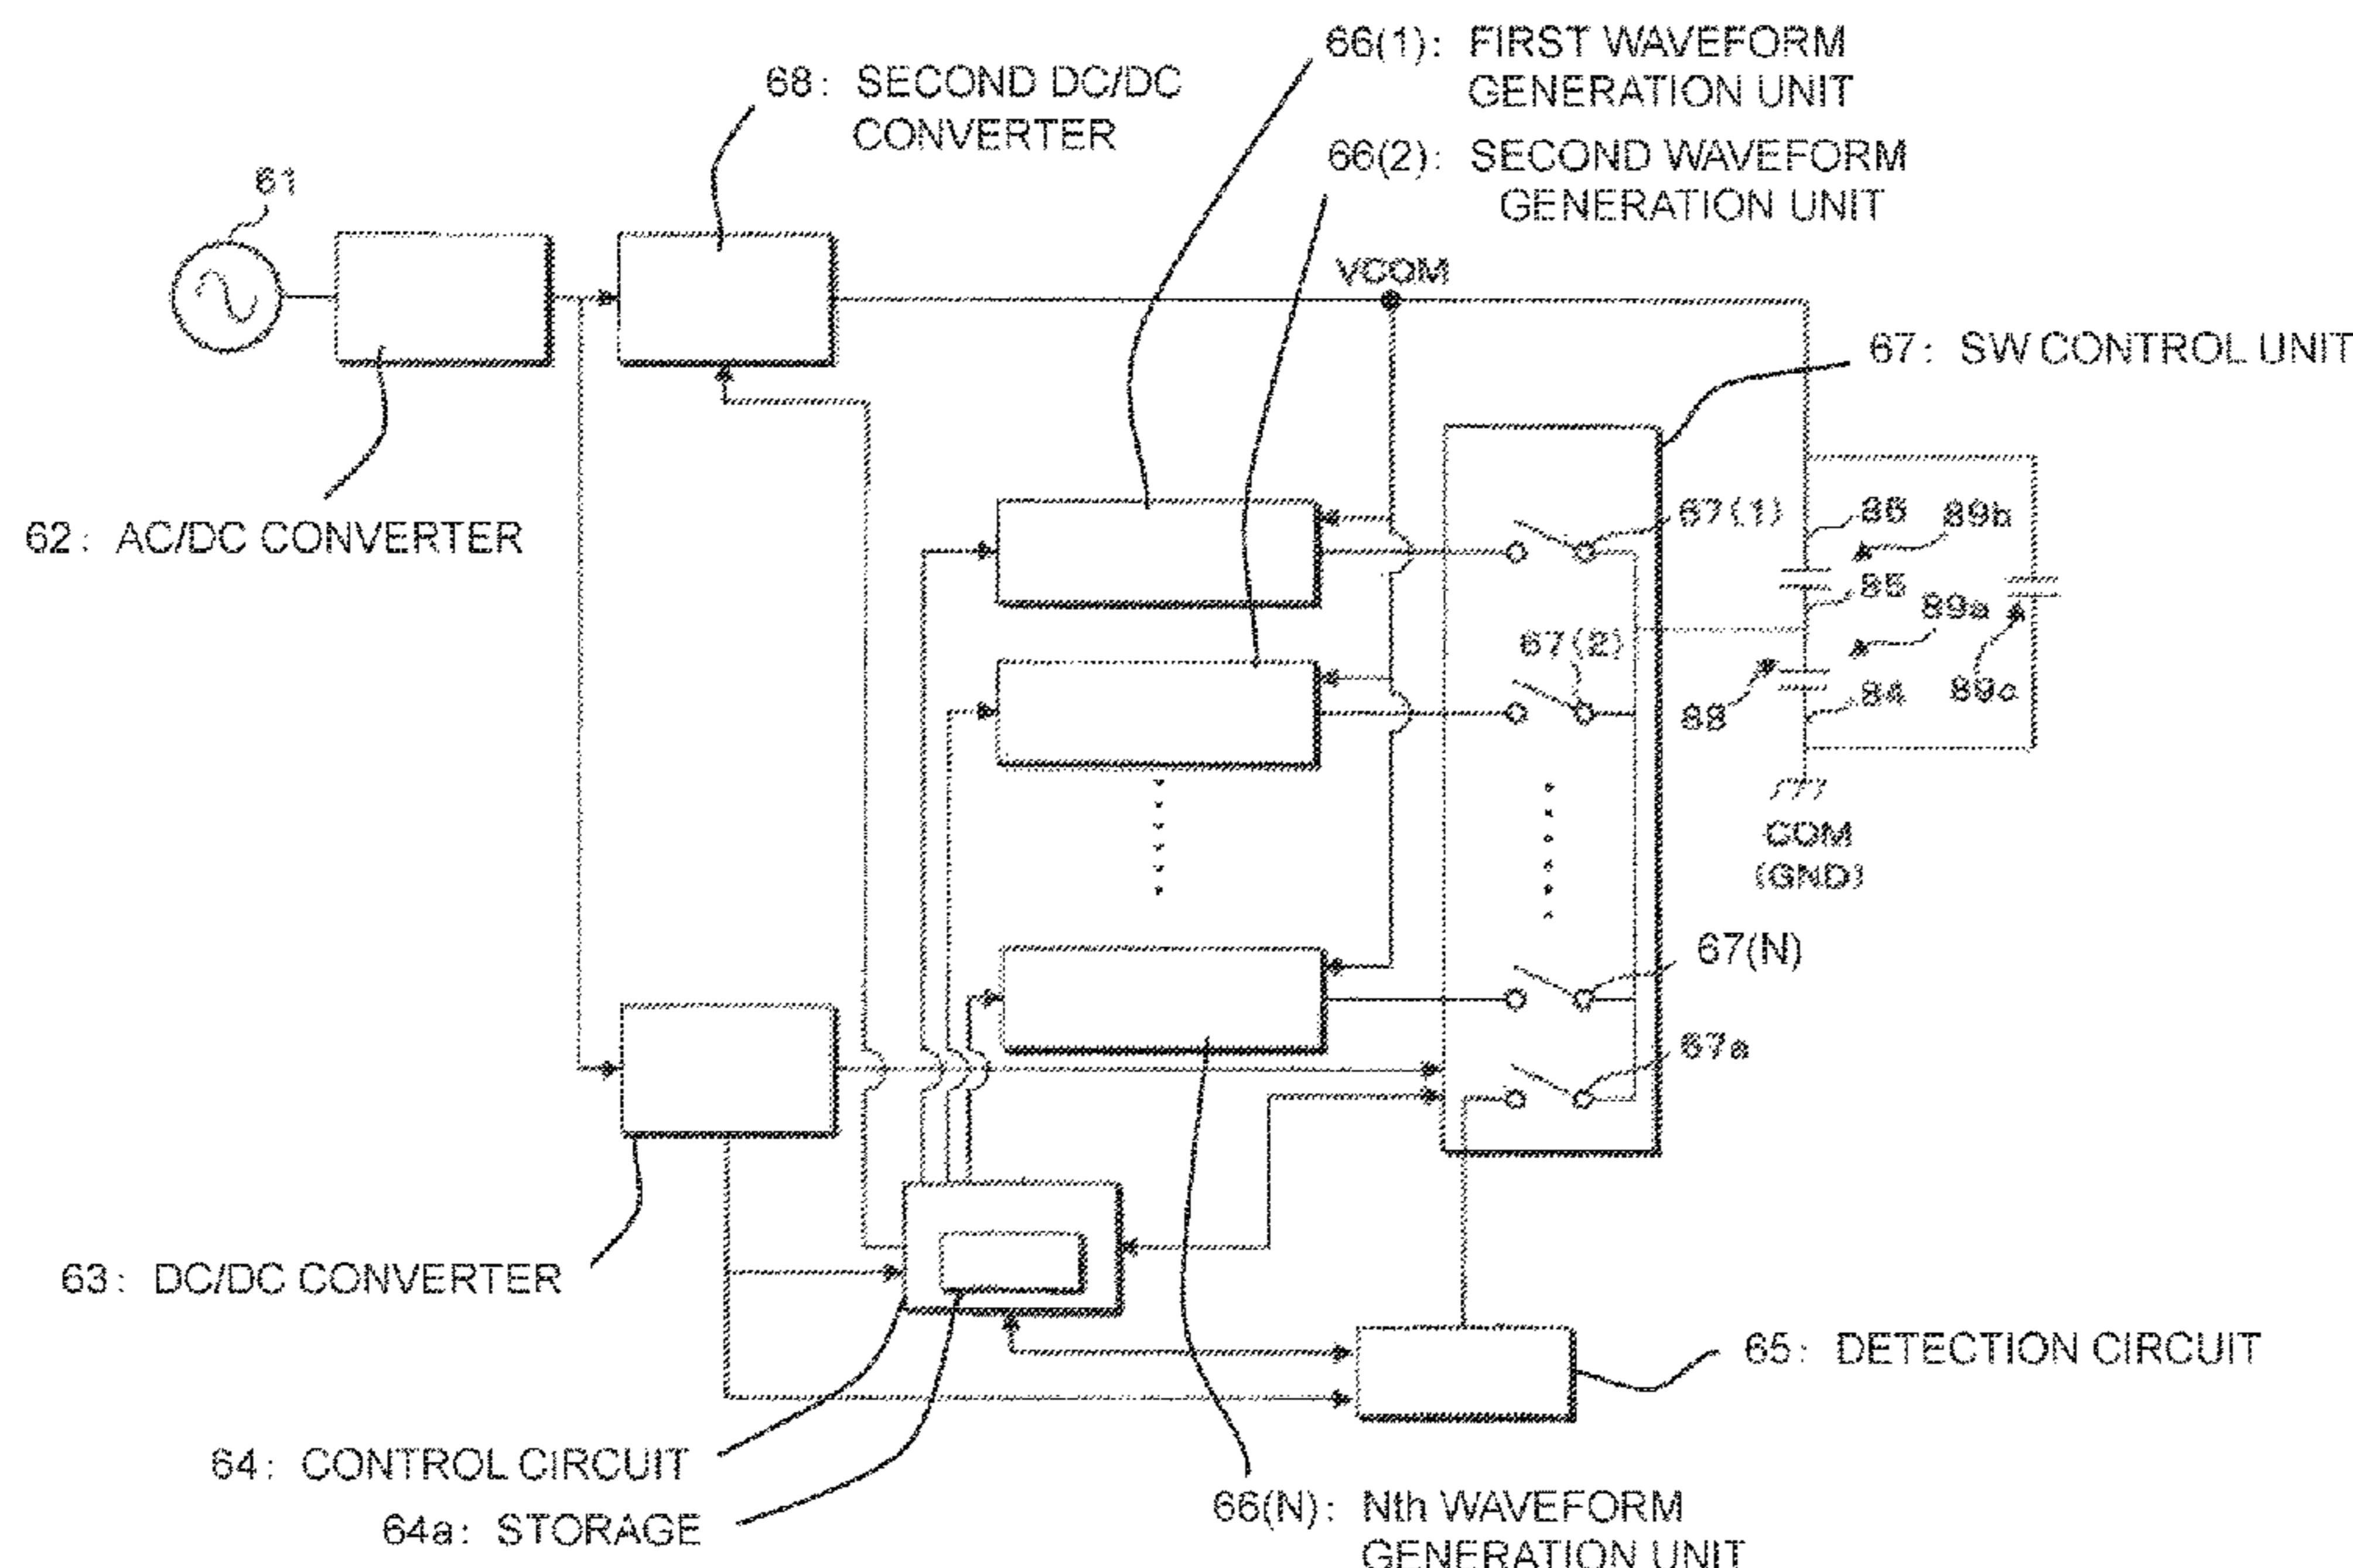 66(1): FIRST WAVEFORM
GENERATION UNIT
68: SECOND DC/DC
CONVERTER
66(2): SECOND WAVEFORM
GENERATION UNIT
61
VCOM
67: SW CONTROL UNIT
62: AC/DC CONVERTER
67(1)
86
89b
85
89a
67(2)
88
84
89c
COM
(GND)
67(N)
67a
63: DC/DC CONVERTER
65: DETECTION CIRCUIT
64: CONTROL CIRCUIT
64a: STORAGE
66(N): Nth WAVEFORM
GENERATION UNIT